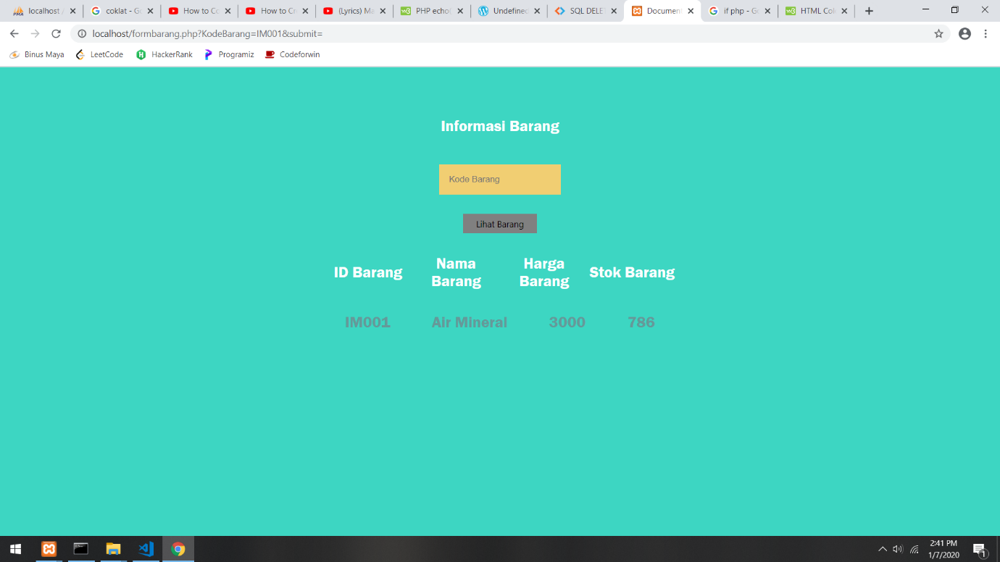 localhost /
coklat - Go
How to Co
How to Cr
(Lyrics) Ma
PHP echo(
Undefined
SQL DELE
Document
if php - Go
HTML Col
localhost/formbarang.php?KodeBarang=IM001&submit=
Binus Maya LeetCode HackerRank Programiz Codeforwin
Informasi Barang
Kode Barang
Lihat Barang
ID Barang
Nama
Barang
Harga
Barang
Stok Barang
IM001 Air Mineral 3000 786
2:41 PM
1/7/2020
1